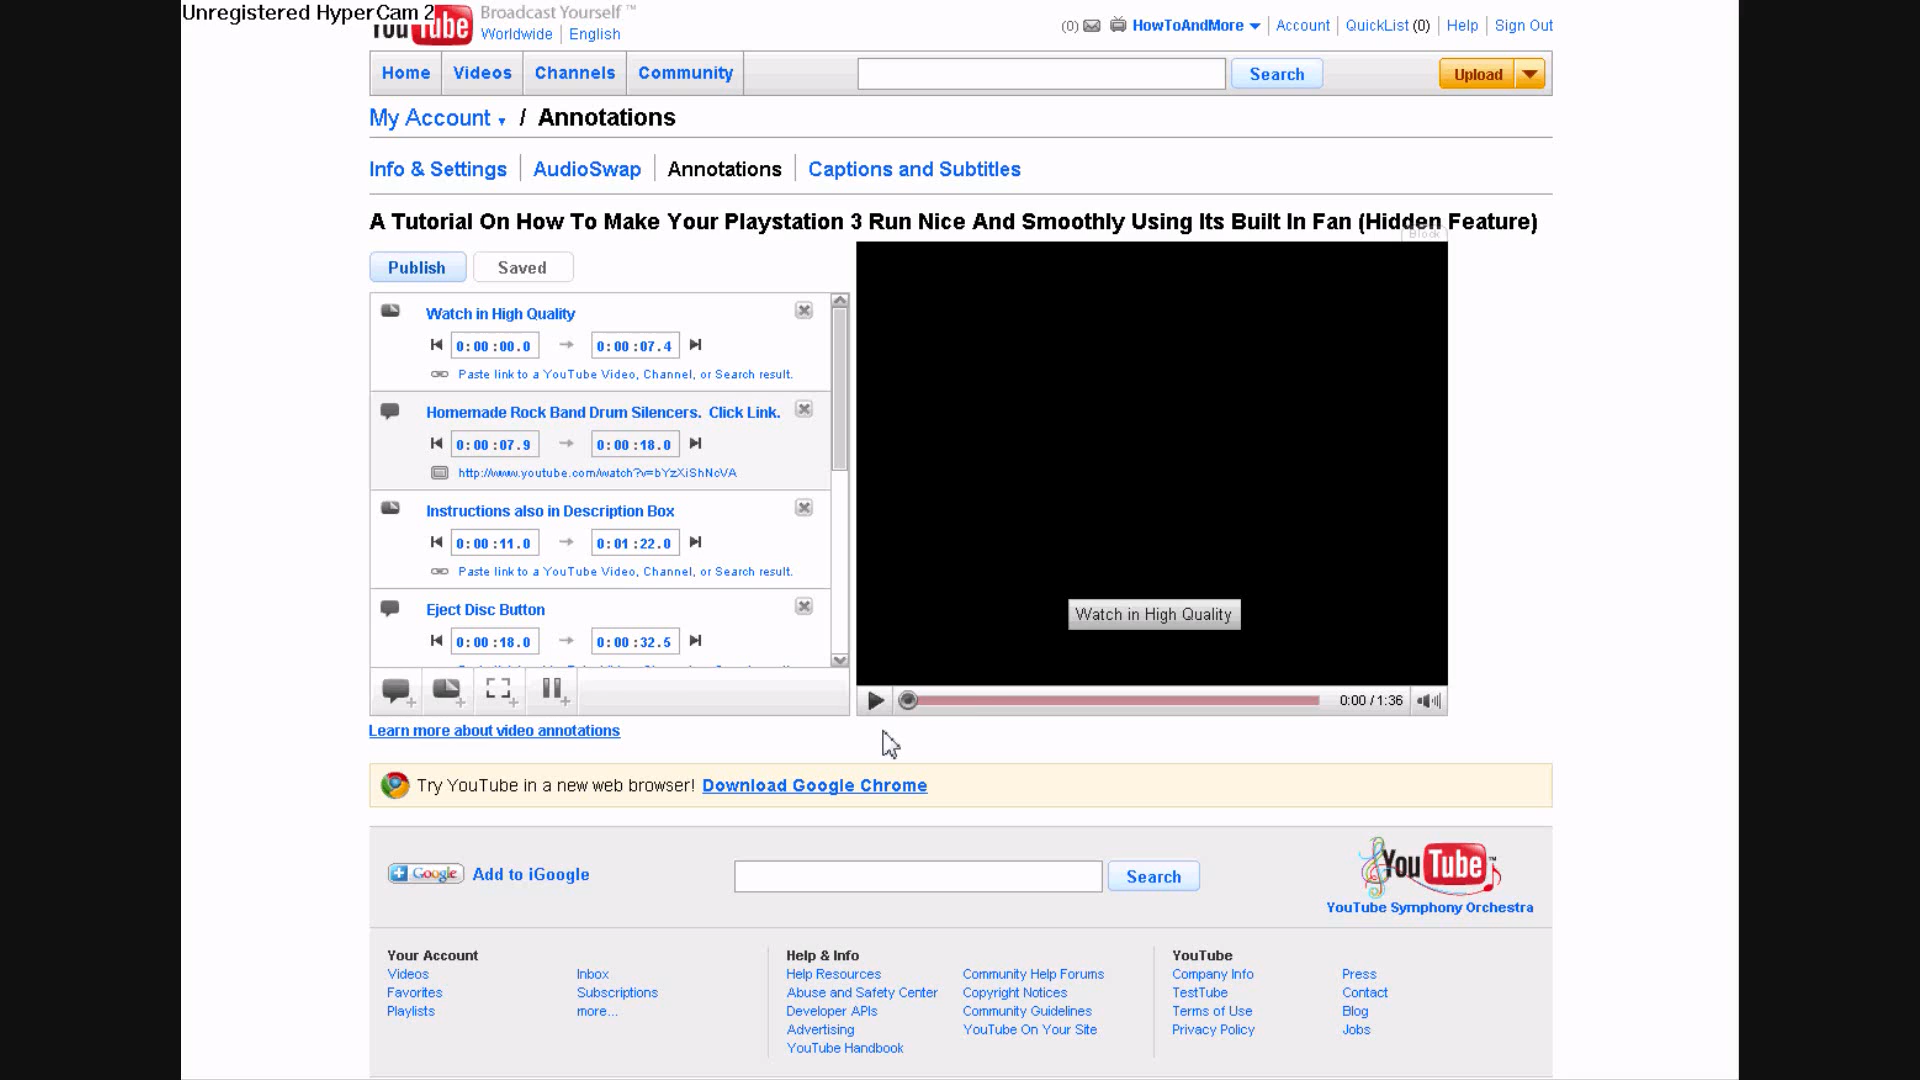 Unregistered HyperCam 2
YouTube
Broadcast Yourself ™
Worldwide English
(0) HowToAndMore Account QuickList (0) Help Sign Out
Home Videos Channels Community Search Upload
My Account / Annotations
Info & Settings AudioSwap Annotations Captions and Subtitles
A Tutorial On How To Make Your Playstation 3 Run Nice And Smoothly Using Its Built In Fan (Hidden Feature)
Block
Publish Saved
Watch in High Quality
0:00:00.0 0:00:07.4
Paste link to a YouTube Video, Channel, or Search result.
Homemade Rock Band Drum Silencers. Click Link.
0:00:07.9 0:00:18.0
http://www.youtube.com/watch?v=bYzXiShNcVA
Instructions also in Description Box
0:00:11.0 0:01:22.0
Paste link to a YouTube Video, Channel, or Search result.
Eject Disc Button
0:00:18.0 0:00:32.5
Watch in High Quality
0:00 / 1:36
Learn more about video annotations
Try YouTube in a new web browser! Download Google Chrome
Google Add to iGoogle Search
YouTube ™
YouTube Symphony Orchestra
Your Account
Videos Inbox
Favorites Subscriptions
Playlists more...
Help & Info
Help Resources Community Help Forums
Abuse and Safety Center Copyright Notices
Developer APIs Community Guidelines
Advertising YouTube On Your Site
YouTube Handbook
YouTube
Company Info Press
TestTube Contact
Terms of Use Blog
Privacy Policy Jobs